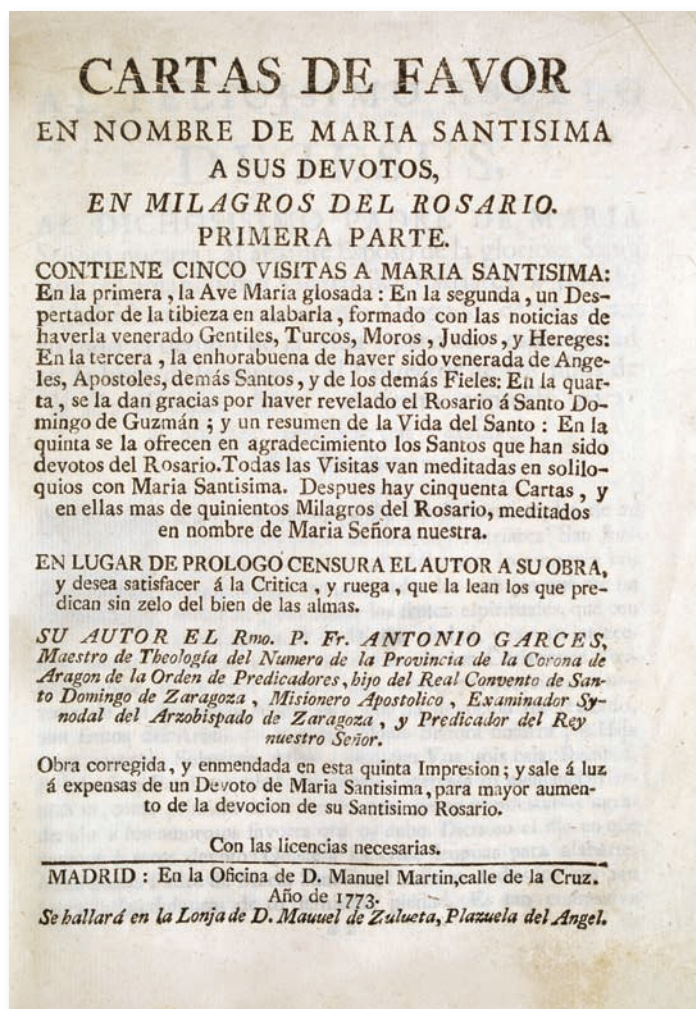 CARTAS DE FAVOR
EN NOMBRE DE MARIA SANTISIMA
A SUS DEVOTOS,
EN MILAGROS DEL ROSARIO.
PRIMERA PARTE.
CONTIENE CINCO VISITAS A MARIA SANTISIMA:
En la primera , la Ave Maria glosada : En la segunda , un Des-
pertador de la tibieza en alabarla , formado con las noticias de
haverla venerado Gentiles, Turcos, Moros , Judios , y Hereges:
En la tercera , la enhorabuena de haver sido venerada de Ange-
les, Apostoles, demás Santos , y de los demás Fieles: En la quar-
ta , se la dan gracias por haver revelado el Rosario á Santo Do-
mingo de Guzmán ; y un resumen de la Vida del Santo : En la
quinta se la ofrecen en agradecimiento los Santos que han sido
devotos del Rosario.Todas las Visitas van meditadas en solilo-
quios con Maria Santisima. Despues hay cinquenta Cartas , y
en ellas mas de quinientos Milagros del Rosario, meditados
en nombre de Maria Señora nuestra.
EN LUGAR DE PROLOGO CENSURA EL AUTOR A SU OBRA,
y desea satisfacer á la Critica , y ruega , que la lean los que pre-
dican sin zelo del bien de las almas.
SU AUTOR EL Rmo. P. Fr. ANTONIO GARCES,
Maestro de Theología del Numero de la Provincia de la Corona de
Aragon de la Orden de Predicadores, hijo del Real Convento de San-
to Domingo de Zaragoza , Misionero Apostolico , Examinador Sy-
nodal del Arzobispado de Zaragoza , y Predicador del Rey
nuestro Señor.
Obra corregida, y enmendada en esta quinta Impresion; y sale á luz
á expensas de un Devoto de Maria Santisima, para mayor aumen-
to de la devocion de su Santisimo Rosario.
Con las licencias necesarias.
MADRID : En la Oficina de D. Manuel Martin,calle de la Cruz.
Año de 1773.
Se hallará en la Lonja de D. Mauuel de Zulueta, Plazuela del Angel.